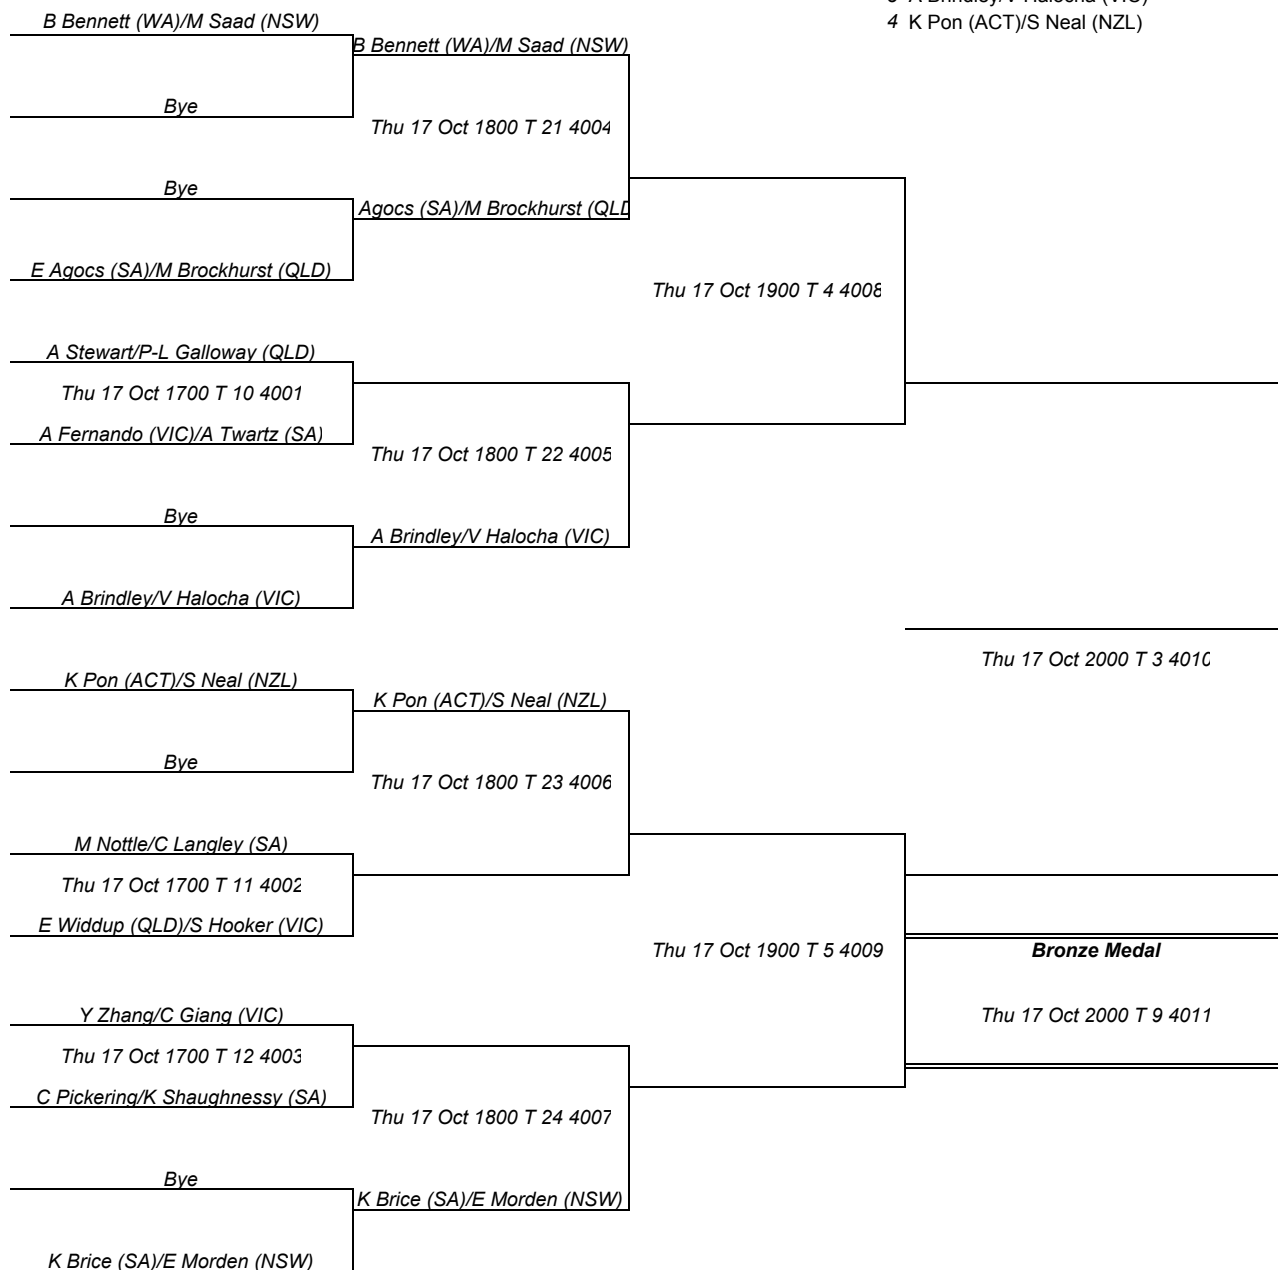 A Brindley/V Halocha (VIC)
4 K Pon (ACT)/S Neal (NZL)
B Bennett (WA)/M Saad (NSW)
B Bennett (WA)/M Saad (NSW)
Bye
Thu 17 Oct 1800 T 21 4004
Bye
Agocs (SA)/M Brockhurst (QLD
E Agocs (SA)/M Brockhurst (QLD)
Thu 17 Oct 1900 T 4 4008
A Stewart/P-L Galloway (QLD)
Thu 17 Oct 1700 T 10 4001
A Fernando (VIC)/A Twartz (SA)
Thu 17 Oct 1800 T 22 4005
Bye
A Brindley/V Halocha (VIC)
A Brindley/V Halocha (VIC)
Thu 17 Oct 2000 T 3 4010
K Pon (ACT)/S Neal (NZL)
K Pon (ACT)/S Neal (NZL)
Bye
Thu 17 Oct 1800 T 23 4006
M Nottle/C Langley (SA)
Thu 17 Oct 1700 T 11 4002
E Widdup (QLD)/S Hooker (VIC)
Thu 17 Oct 1900 T 5 4009
Bronze Medal
Y Zhang/C Giang (VIC)
Thu 17 Oct 2000 T 9 4011
Thu 17 Oct 1700 T 12 4003
C Pickering/K Shaughnessy (SA)
Thu 17 Oct 1800 T 24 4007
Bye
K Brice (SA)/E Morden (NSW)
K Brice (SA)/E Morden (NSW)